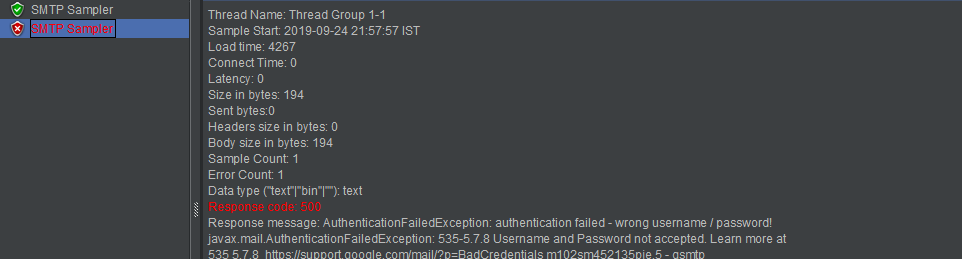 SMTP Sampler
SMTP Sampler
Thread Name: Thread Group 1-1
Sample Start: 2019-09-24 21:57:57 IST
Load time: 4267
Connect Time: 0
Latency: 0
Size in bytes: 194
Sent bytes:0
Headers size in bytes: 0
Body size in bytes: 194
Sample Count: 1
Error Count: 1
Data type ("text"|"bin"|""): text
Response code: 500
Response message: AuthenticationFailedException: authentication failed - wrong username / password!
javax.mail.AuthenticationFailedException: 535-5.7.8 Username and Password not accepted. Learn more at
535 5.7.8  https://support.google.com/mail/?p=BadCredentials m102sm452135pje.5 - gsmtp